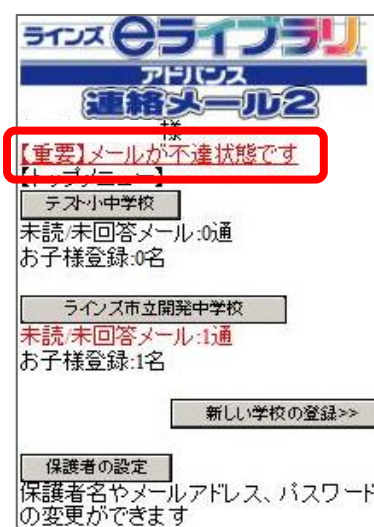 ラインズeライブラリ
アドバンス
連絡メール2
様
【重要】メールが不達状態です
【トップメニュー】
テスト小中学校
未読/未回答メール:0通
お子様登録:0名
ラインズ市立開発中学校
未読/未回答メール:1通
お子様登録:1名
新しい学校の登録>>
保護者の設定
保護者名やメールアドレス、パスワード
の変更ができます